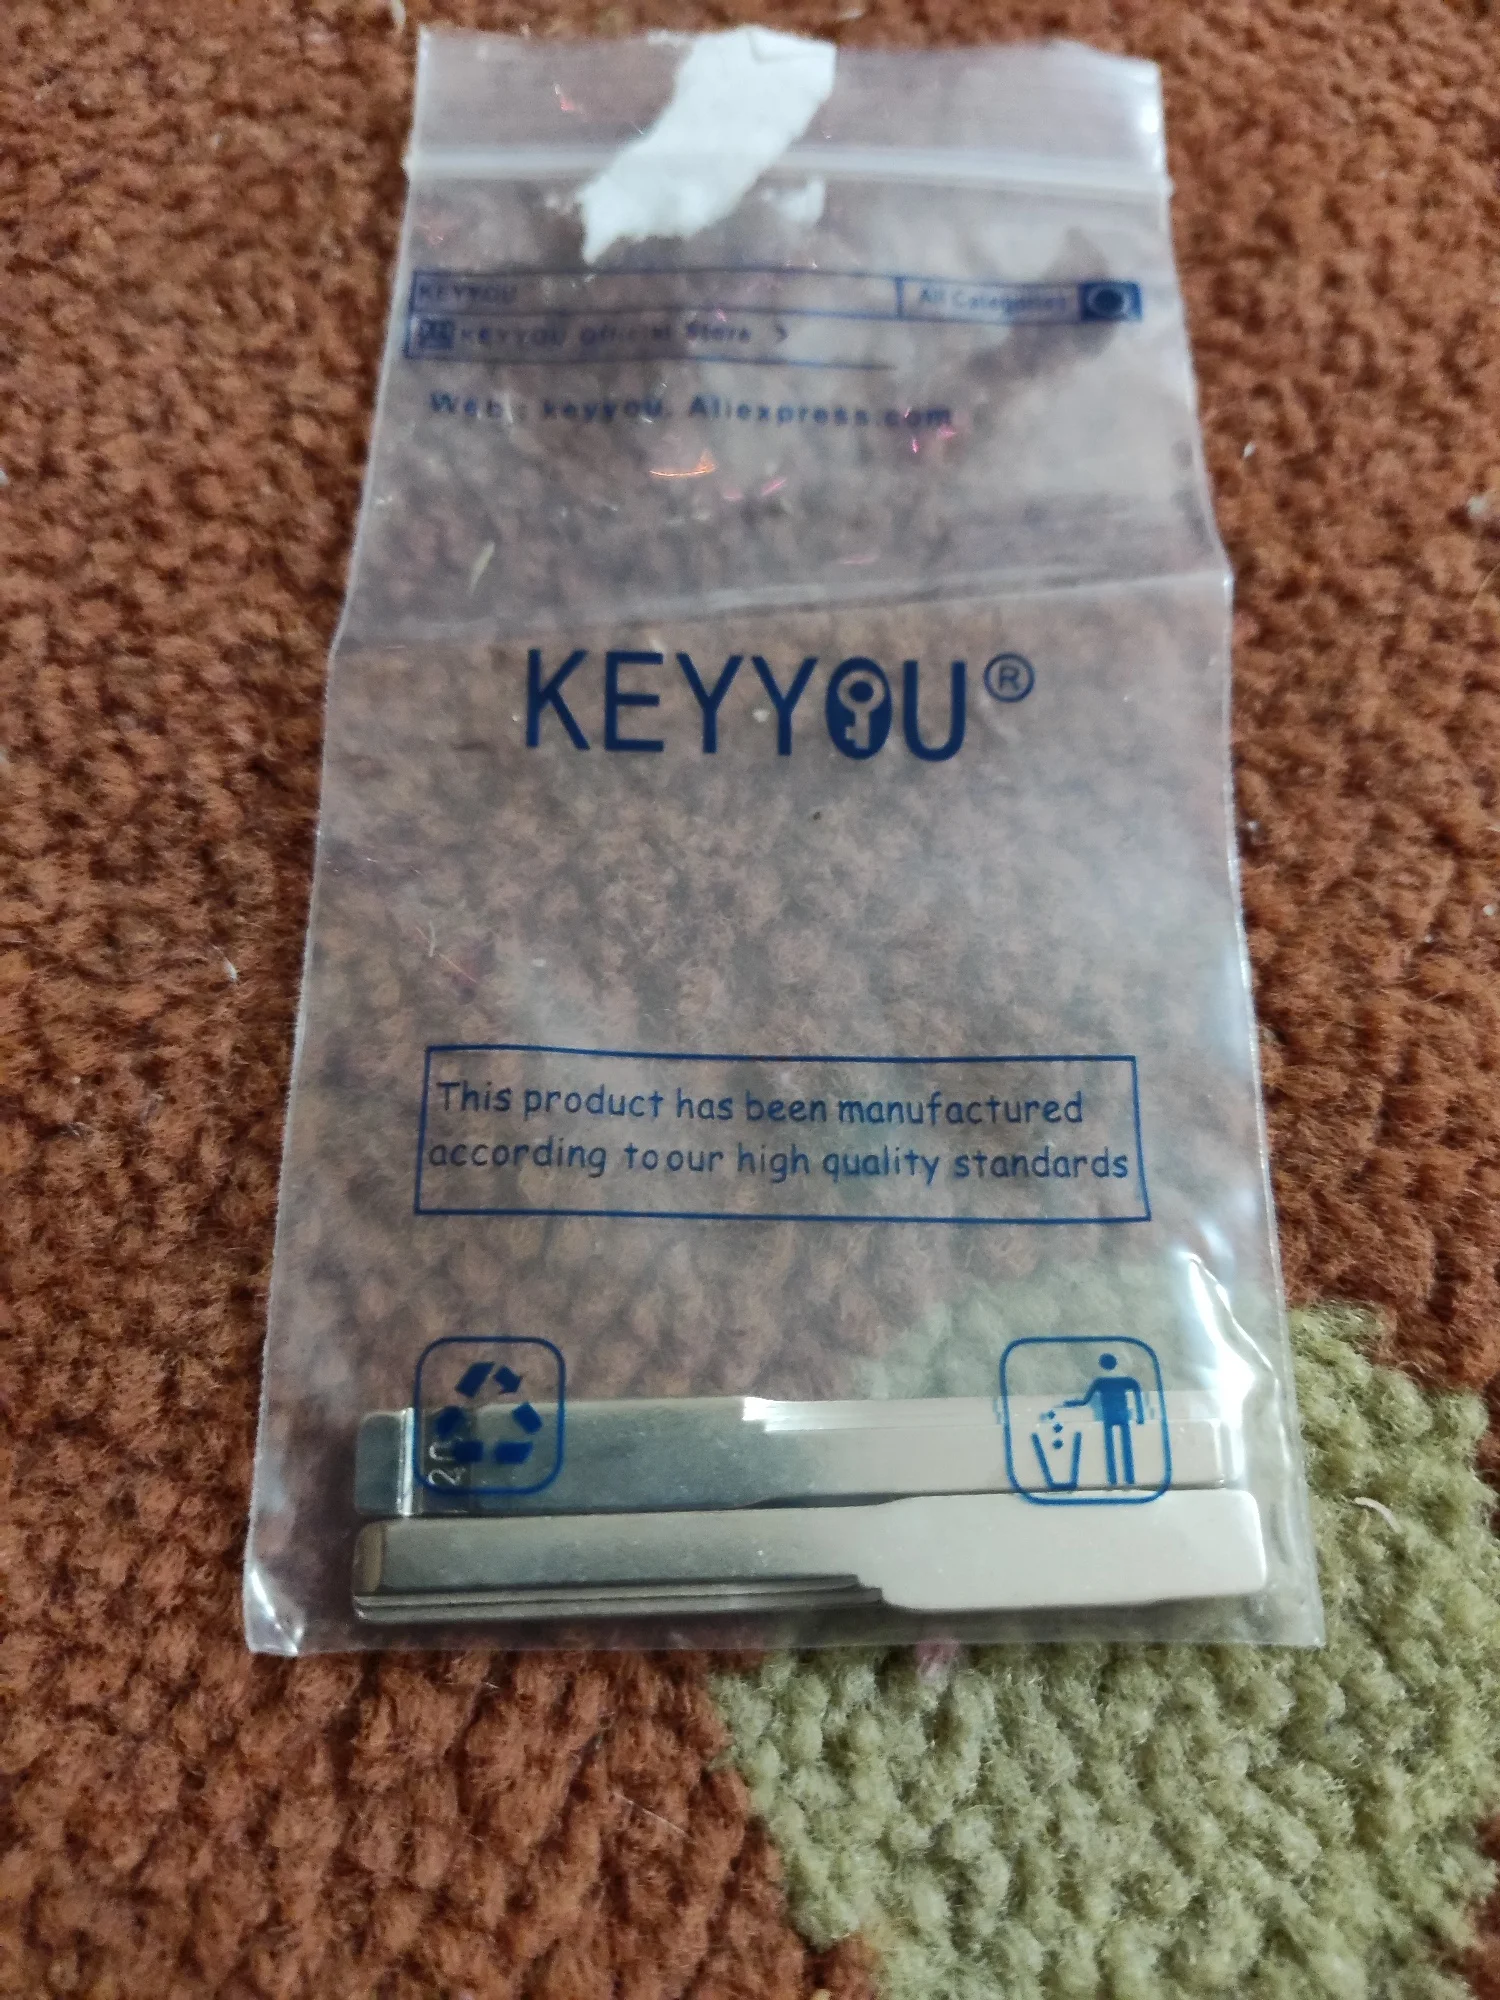 KEYYOU
All Categories
KEYYOU Official Store >
Web : keyyou. Aliexpress.com
KEYYOU®
This product has been manufactured
according to our high quality standards